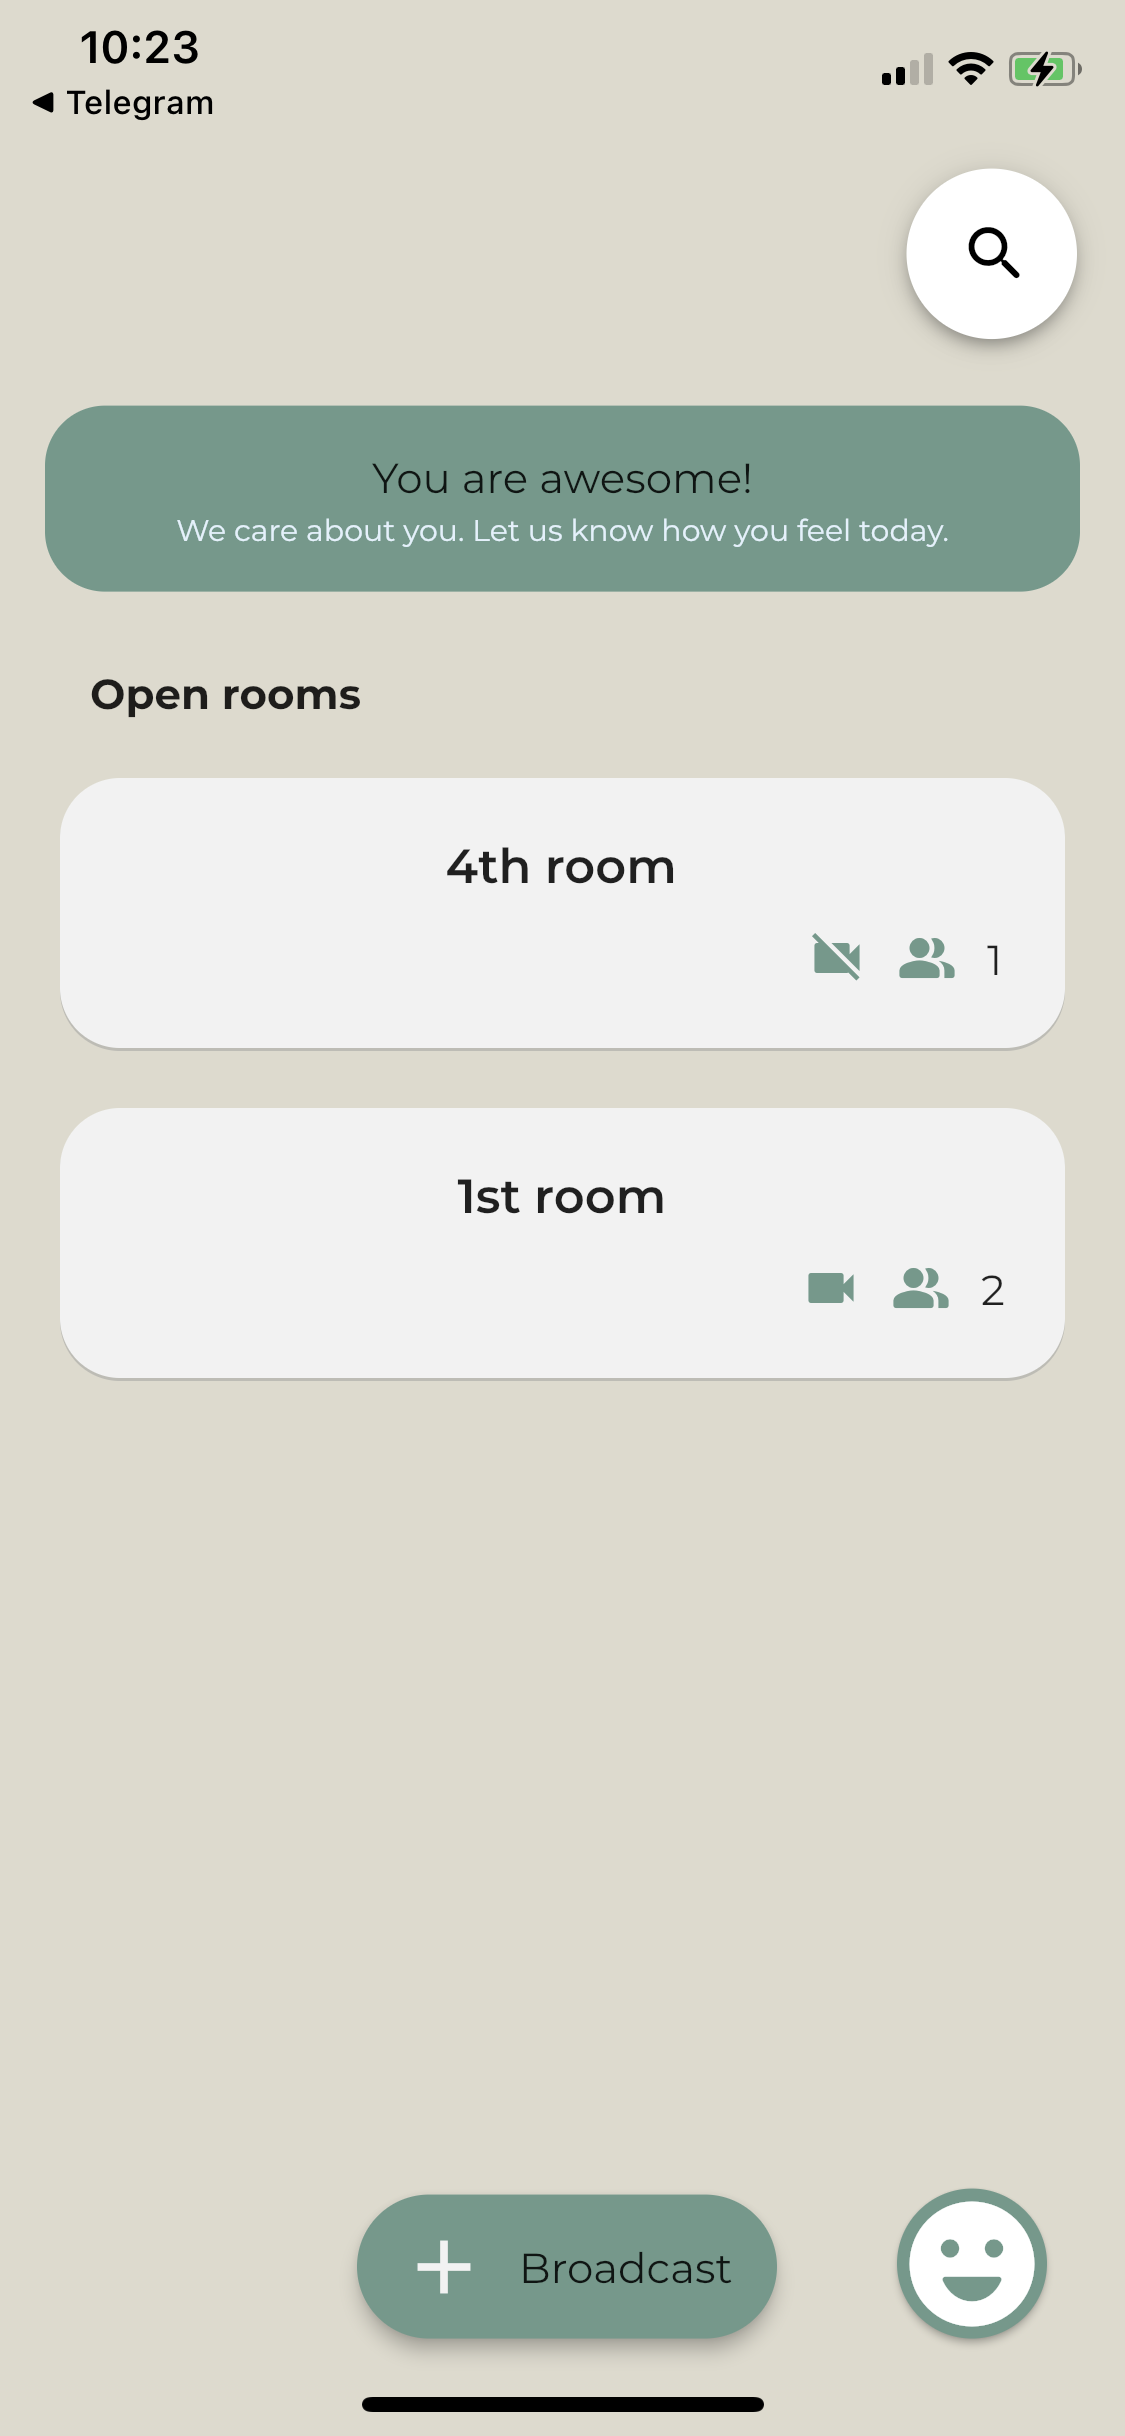 10:23
Telegram
You are awesome!
We care about you. Let us know how you feel today.
Open rooms
4th room
1
1st room
2
Broadcast